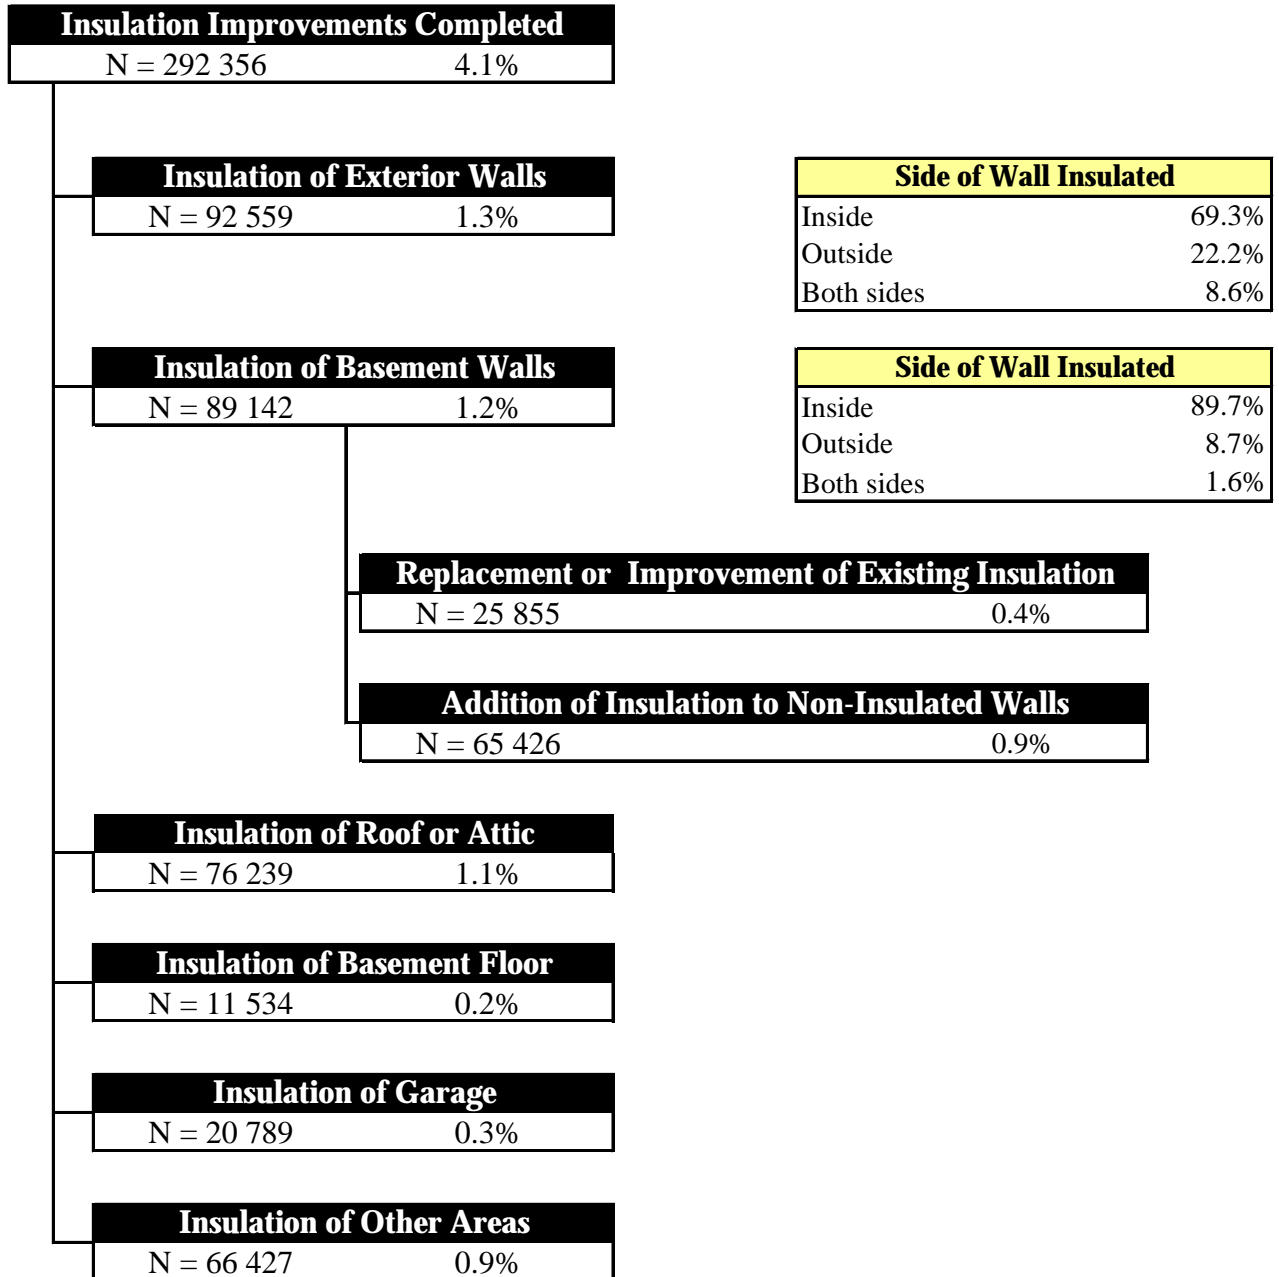 Insulation Improvements Completed
N = 292 356 4.1%
Insulation of Exterior Walls
N = 92 559 1.3%
Side of Wall Insulated
Inside 69.3%
Outside 22.2%
Both sides 8.6%
Insulation of Basement Walls
N = 89 142 1.2%
Side of Wall Insulated
Inside 89.7%
Outside 8.7%
Both sides 1.6%
Replacement or Improvement of Existing Insulation
N = 25 855 0.4%
Addition of Insulation to Non-Insulated Walls
N = 65 426 0.9%
Insulation of Roof or Attic
N = 76 239 1.1%
Insulation of Basement Floor
N = 11 534 0.2%
Insulation of Garage
N = 20 789 0.3%
Insulation of Other Areas
N = 66 427 0.9%